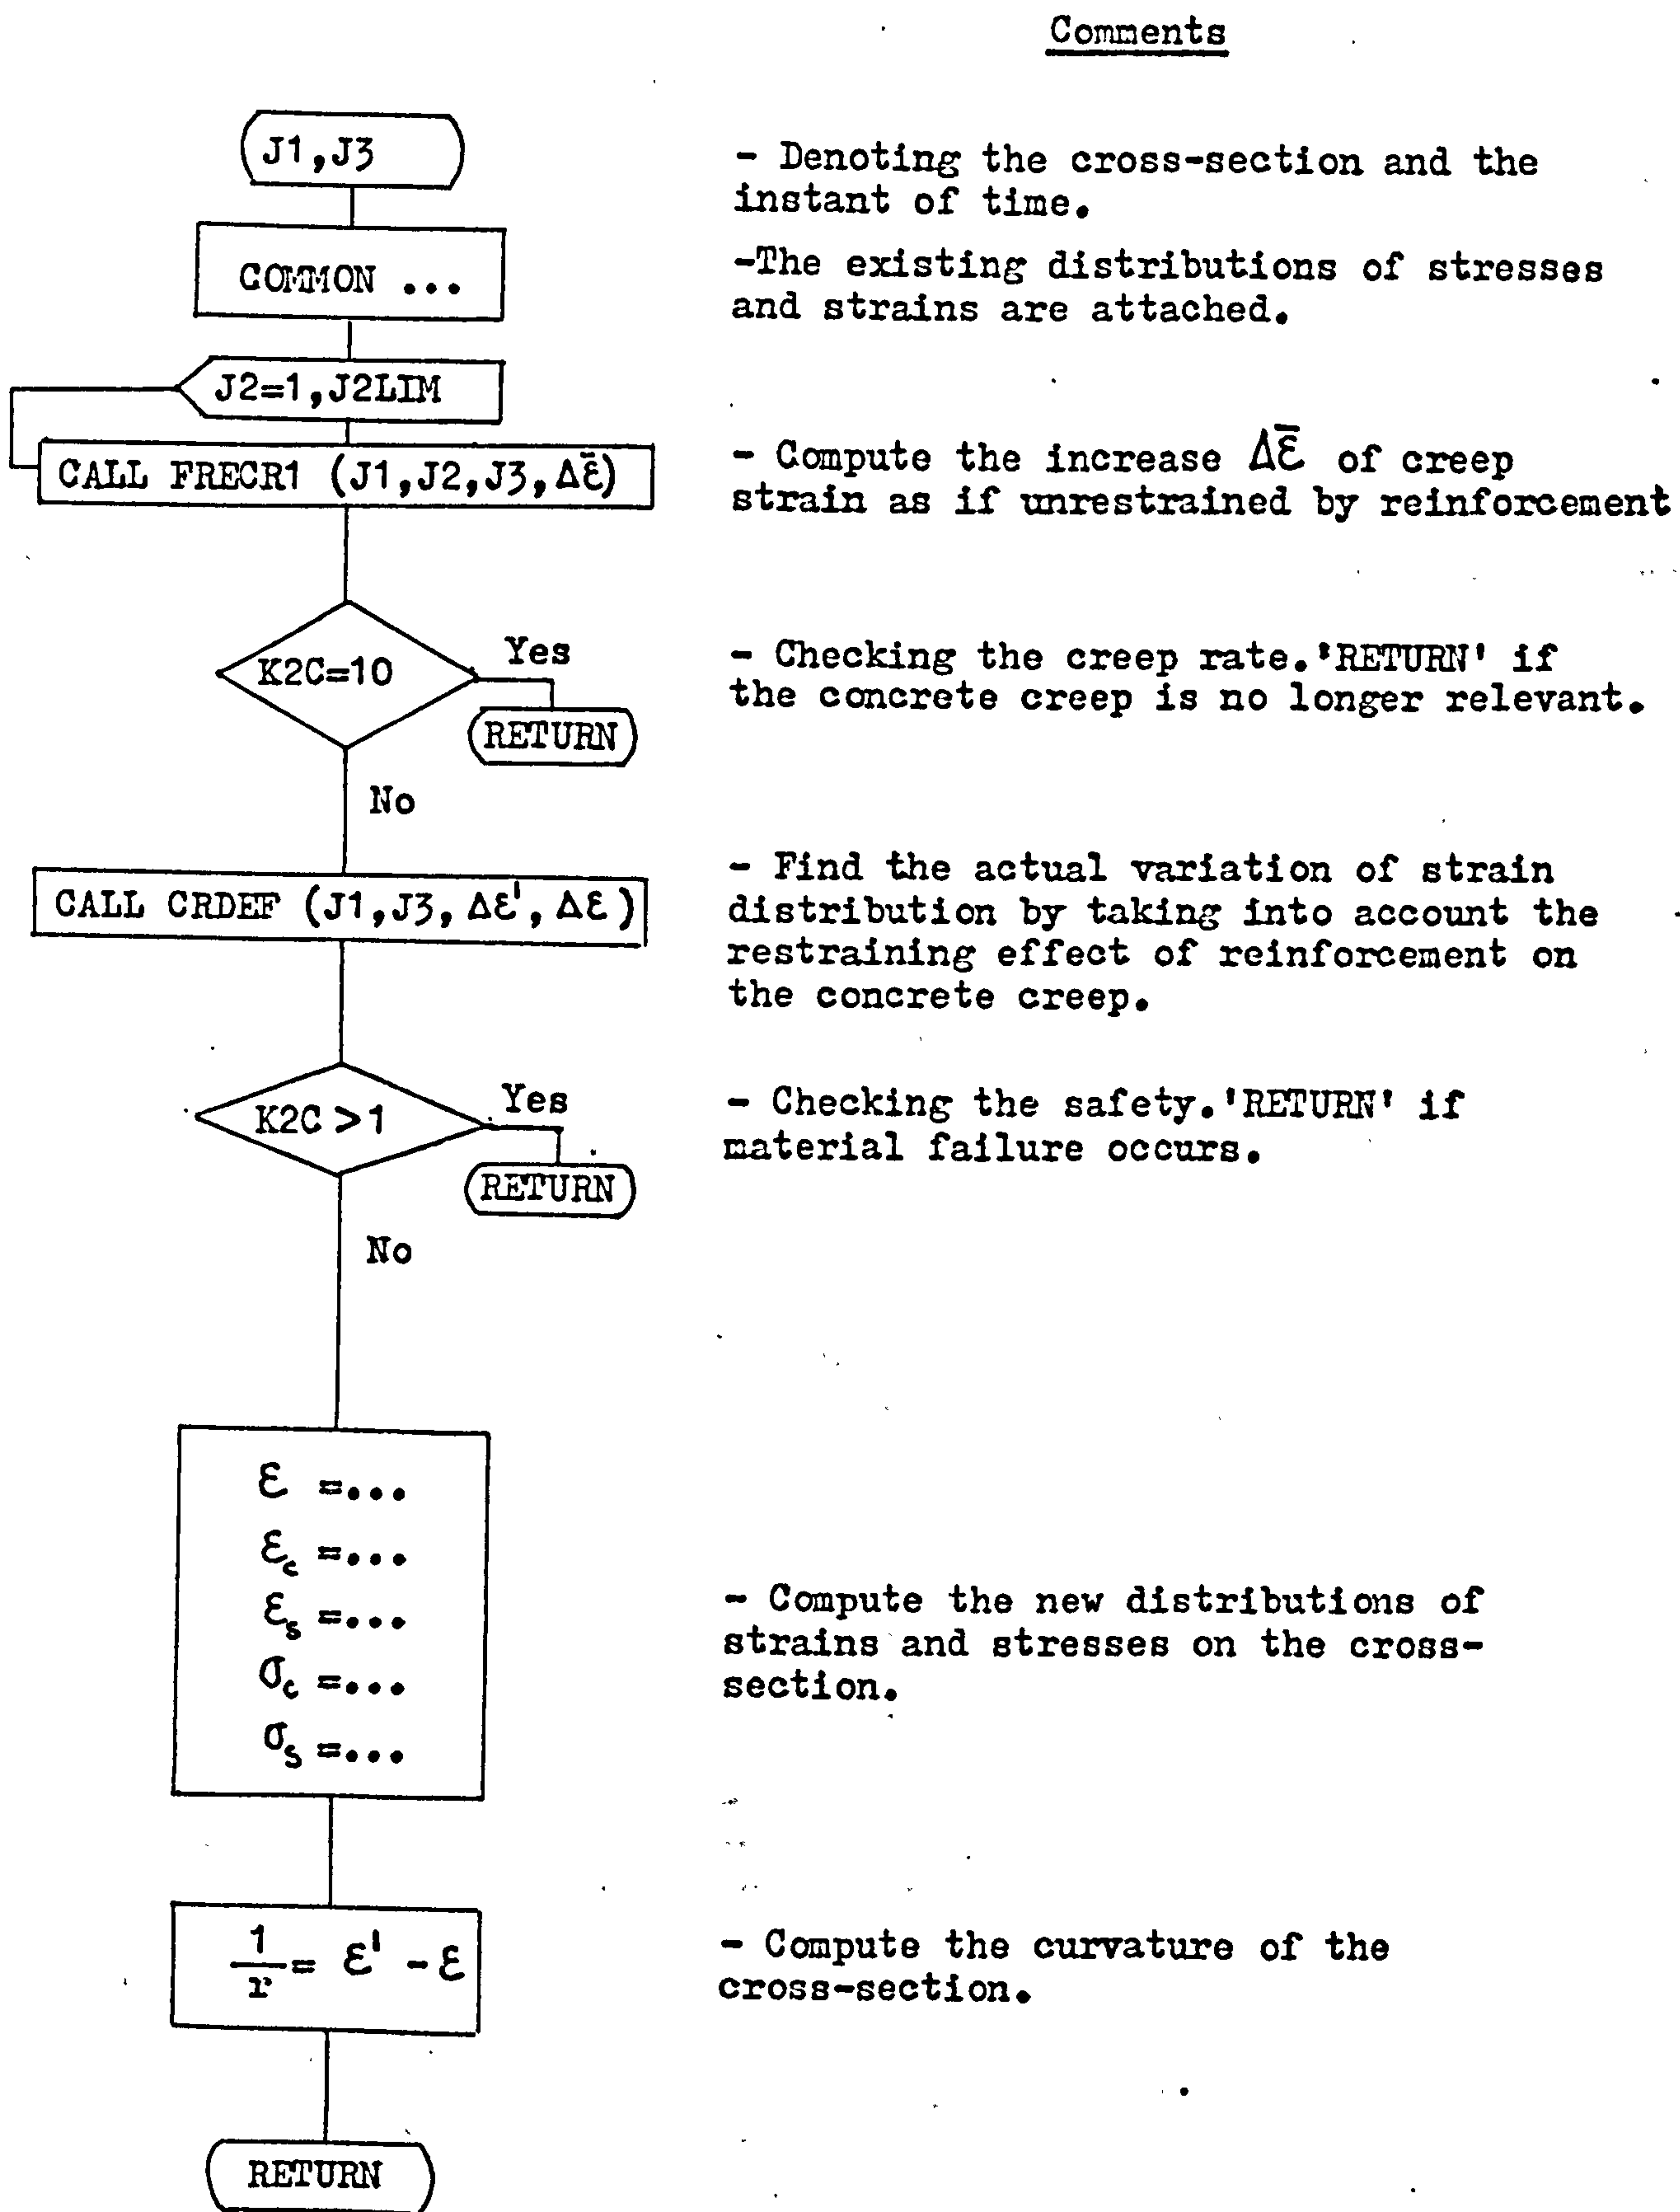 Comments
J1,J3
- Denoting the cross-section and the
instant of time.
COMMON ...
-The existing distributions of stresses
and strains are attached.
J2=1,J2LIM
CALL FRECR1 (J1,J2,J3,Δε̄)
- Compute the increase Δε̄ of creep
strain as if unrestrained by reinforcement
K2C=10
Yes
RETURN
No
- Checking the creep rate.'RETURN' if
the concrete creep is no longer relevant.
CALL CRDEF (J1,J3,Δε',Δε)
- Find the actual variation of strain
distribution by taking into account the
restraining effect of reinforcement on
the concrete creep.
K2C >1
Yes
RETURN
No
- Checking the safety.'RETURN' if
material failure occurs.
ε =...
ε_c =...
ε_s =...
σ_c =...
σ_s =...
- Compute the new distributions of
strains and stresses on the cross-
section.
1/r = ε' - ε
- Compute the curvature of the
cross-section.
RETURN